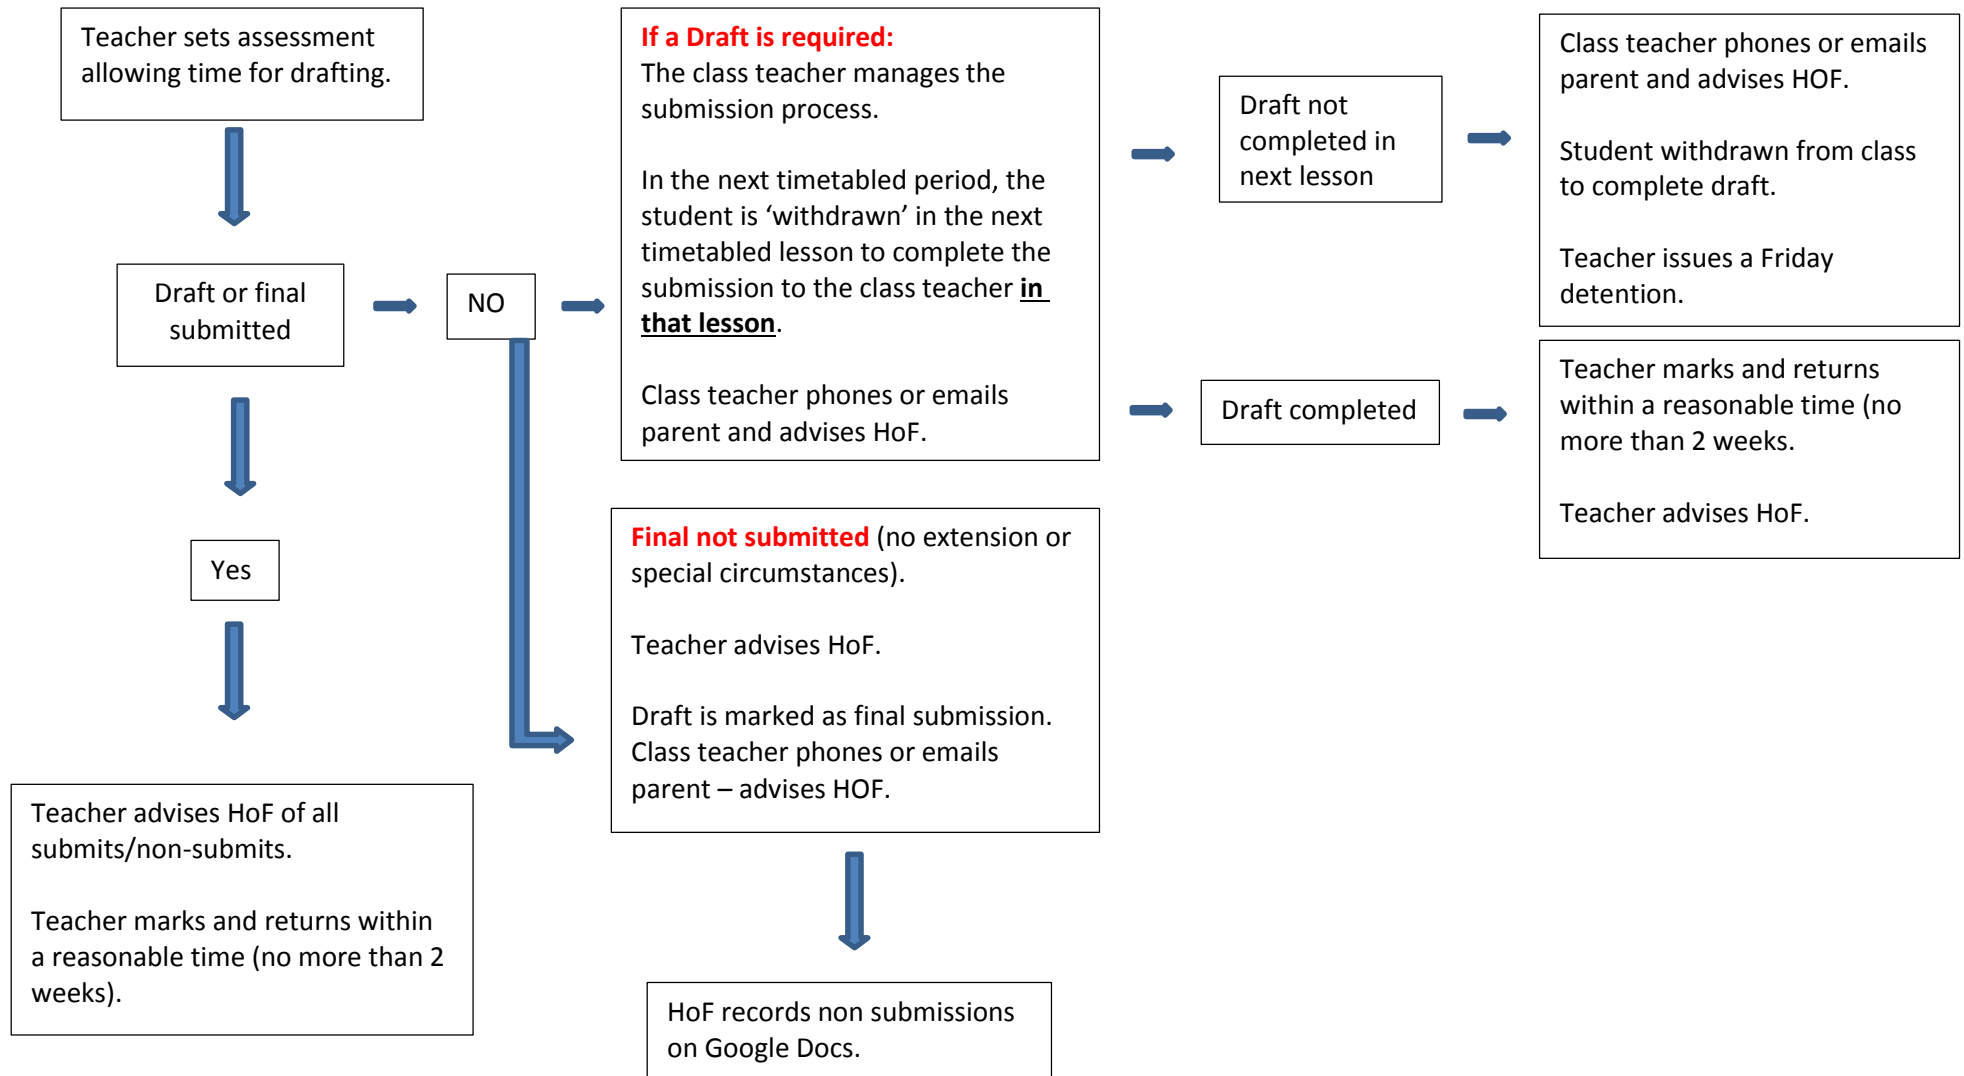 Teacher sets assessment
allowing time for drafting.
Draft or final
submitted
NO
Yes
Teacher advises HoF of all
submits/non-submits.
Teacher marks and returns within
a reasonable time (no more than 2
weeks).
If a Draft is required:
The class teacher manages the
submission process.
In the next timetabled period, the
student is ‘withdrawn’ in the next
timetabled lesson to complete the
submission to the class teacher in
that lesson.
Class teacher phones or emails
parent and advises HoF.
Final not submitted (no extension or
special circumstances).
Teacher advises HoF.
Draft is marked as final submission.
Class teacher phones or emails
parent – advises HOF.
HoF records non submissions
on Google Docs.
Draft not
completed in
next lesson
Class teacher phones or emails
parent and advises HOF.
Student withdrawn from class
to complete draft.
Teacher issues a Friday
detention.
Draft completed
Teacher marks and returns
within a reasonable time (no
more than 2 weeks.
Teacher advises HoF.